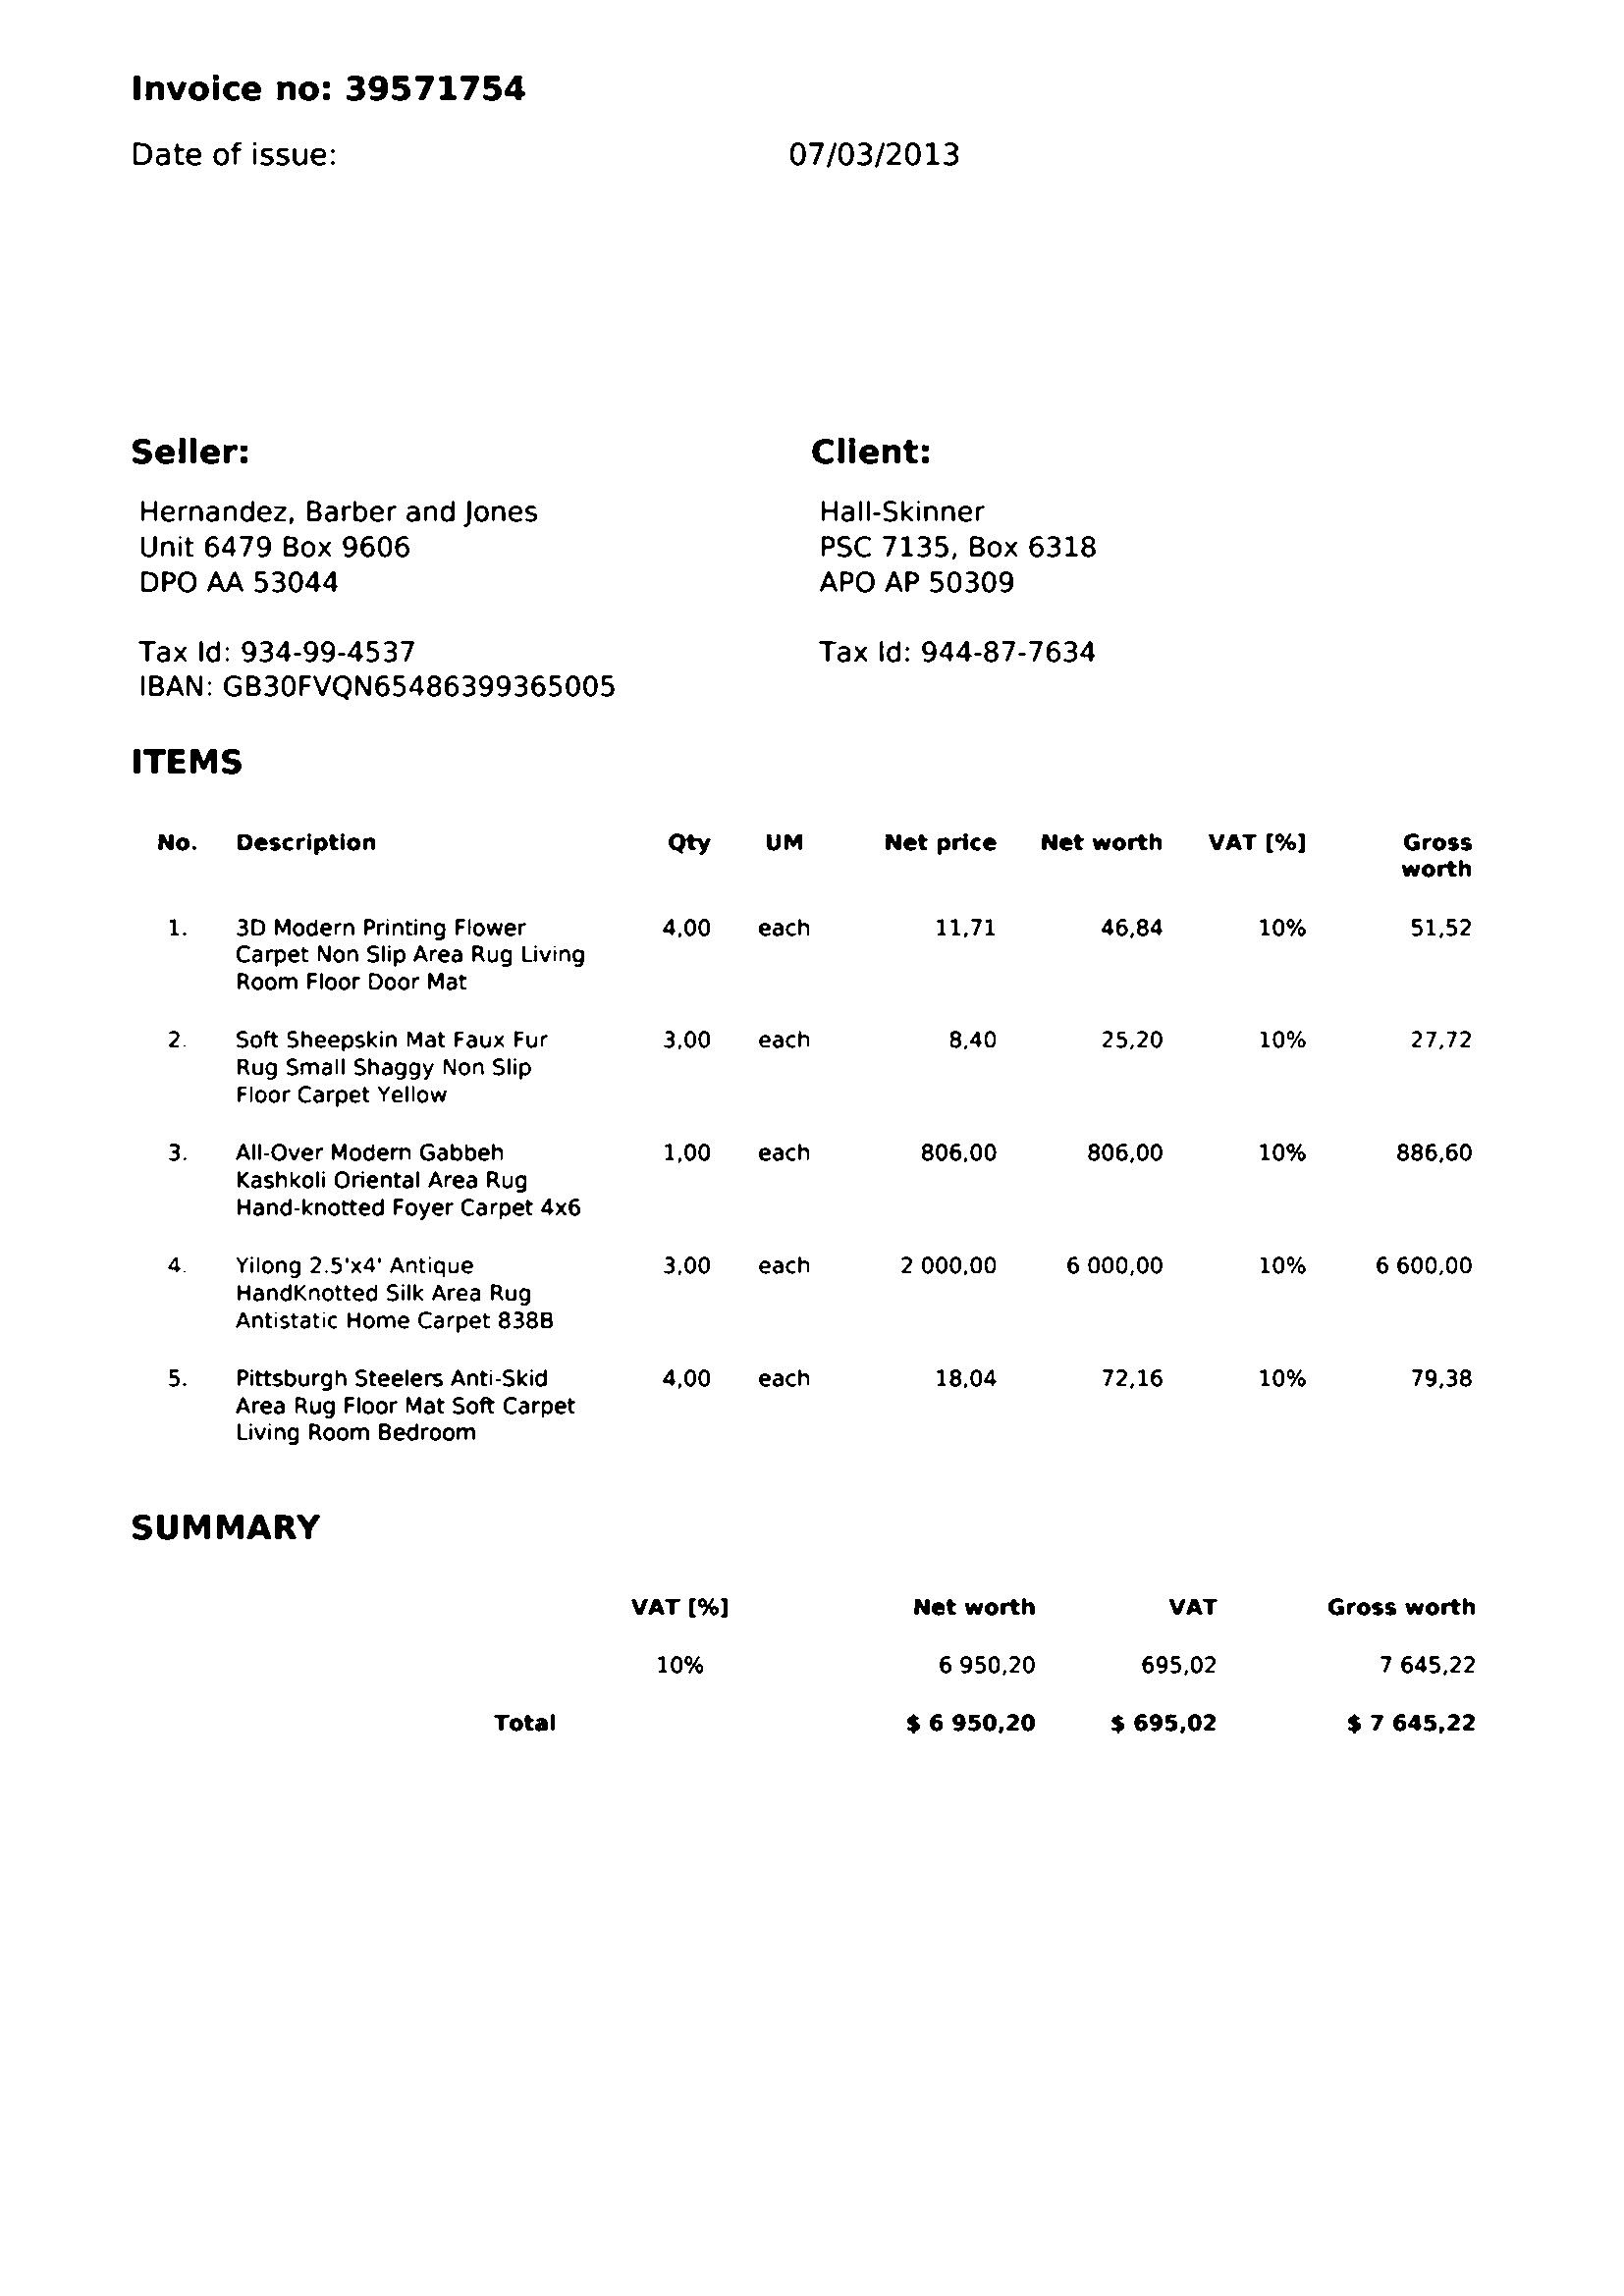 Invoice no: 39571754
Date of issue: 07/03/2013
Seller: Client:
Hernandez, Barber and Jones Hall-Skinner
Unit 6479 Box 9606 PSC 7135, Box 6318
DPO AA 53044 APO AP 50309
Tax Id: 934-99-4537 Tax Id: 944-87-7634
IBAN: GB30FVQN65486399365005
ITEMS
No. Description Qty UM Net price Net worth VAT [%] Gross
worth
1. 3D Modern Printing Flower 4,00 each 11,71 46,84 10% 51,52
Carpet Non Slip Area Rug Living
Room Floor Door Mat
2. Soft Sheepskin Mat Faux Fur 3,00 each 8,40 25,20 10% 27,72
Rug Small Shaggy Non Slip
Floor Carpet Yellow
3. All-Over Modern Gabbeh 1,00 each 806,00 806,00 10% 886,60
Kashkoli Oriental Area Rug
Hand-knotted Foyer Carpet 4x6
4. Yilong 2.5'x4' Antique 3,00 each 2 000,00 6 000,00 10% 6 600,00
HandKnotted Silk Area Rug
Antistatic Home Carpet 838B
5. Pittsburgh Steelers Anti-Skid 4,00 each 18,04 72,16 10% 79,38
Area Rug Floor Mat Soft Carpet
Living Room Bedroom
SUMMARY
VAT [%] Net worth VAT Gross worth
10% 6 950,20 695,02 7 645,22
Total $ 6 950,20 $ 695,02 $ 7 645,22